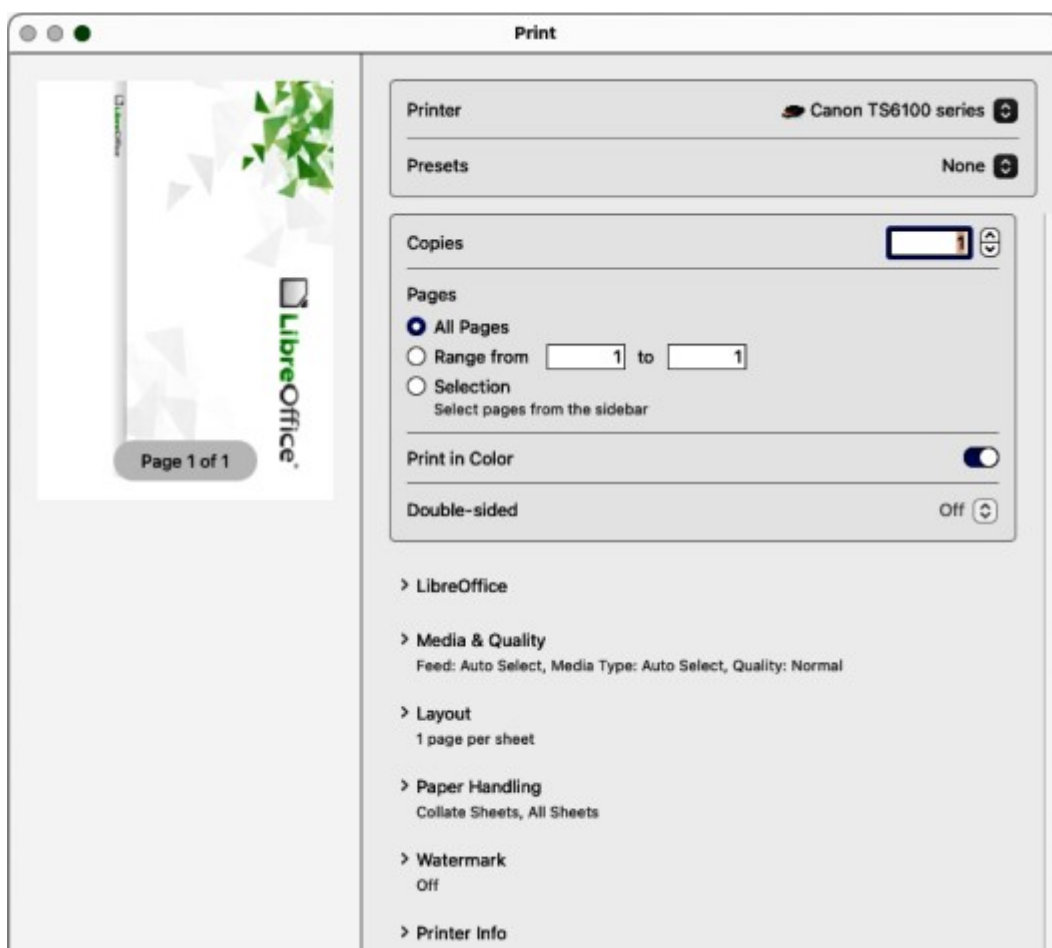 Print
LibreOffice
LibreOffice
Page 1 of 1
Printer
Canon TS6100 series
Presets
None
Copies
1
Pages
All Pages
Range from 1 to 1
Selection
Select pages from the sidebar
Print in Color
Double-sided
Off
> LibreOffice
> Media & Quality
Feed: Auto Select, Media Type: Auto Select, Quality: Normal
> Layout
1 page per sheet
> Paper Handling
Collate Sheets, All Sheets
> Watermark
Off
> Printer Info